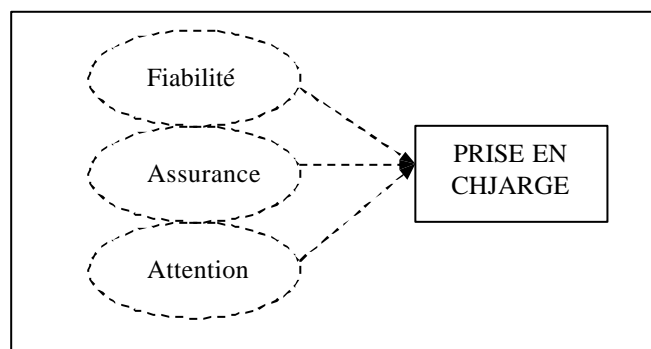 Fiabilité
Assurance
Attention
PRISE EN
CHJARGE